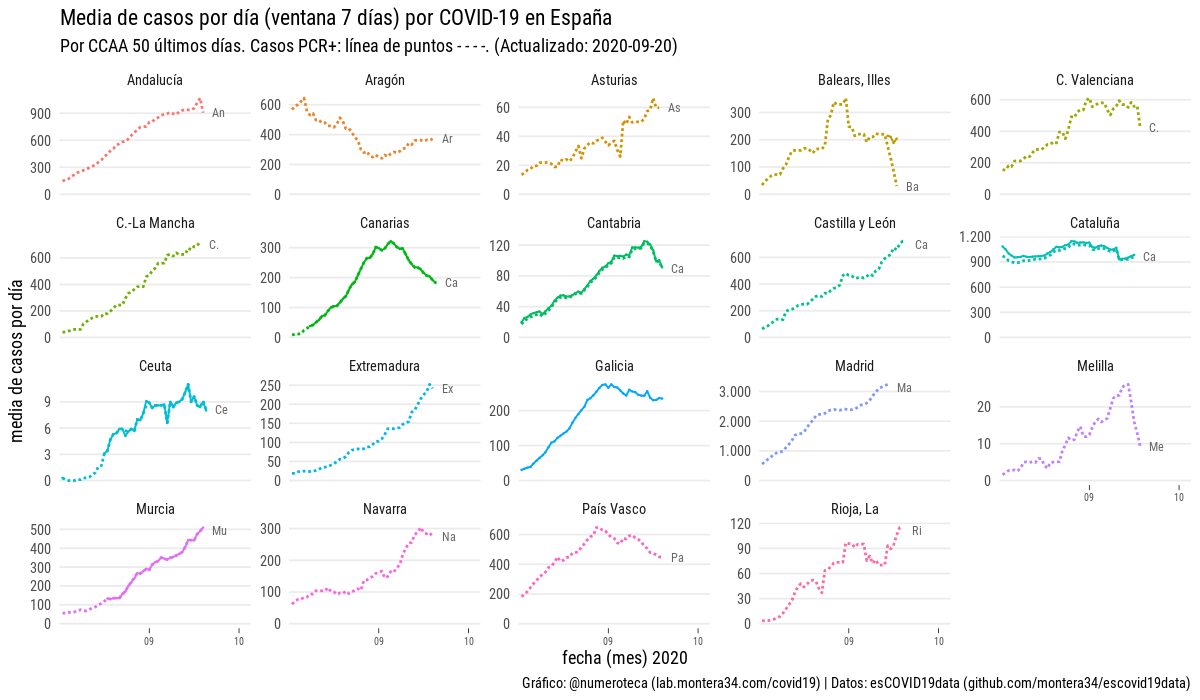 Media de casos por día (ventana 7 días) por COVID-19 en España
Por CCAA 50 últimos días. Casos PCR+: línea de puntos - - - -. (Actualizado: 2020-09-20)
Andalucía
900
600
300
0
An
Aragón
600
400
200
0
Ar
Asturias
60
40
20
0
As
Balears, Illes
300
200
100
0
Ba
C. Valenciana
600
400
200
0
C.
C.-La Mancha
600
400
200
0
C.
Canarias
300
200
100
0
Ca
Cantabria
120
80
40
0
Ca
Castilla y León
600
400
200
0
Ca
Cataluña
1.200
900
600
300
0
Ca
Ceuta
9
6
3
0
Ce
Extremadura
250
200
150
100
50
0
Ex
Galicia
200
100
0
Madrid
3.000
2.000
1.000
0
Ma
Melilla
20
10
0
Me
09
10
Murcia
500
400
300
200
100
0
Mu
09
10
Navarra
300
200
100
0
Na
09
10
País Vasco
600
400
200
0
Pa
09
10
Rioja, La
120
90
60
30
0
Ri
09
10
media de casos por día
fecha (mes) 2020
Gráfico: @numeroteca (lab.montera34.com/covid19) | Datos: esCOVID19data (github.com/montera34/escovid19data)